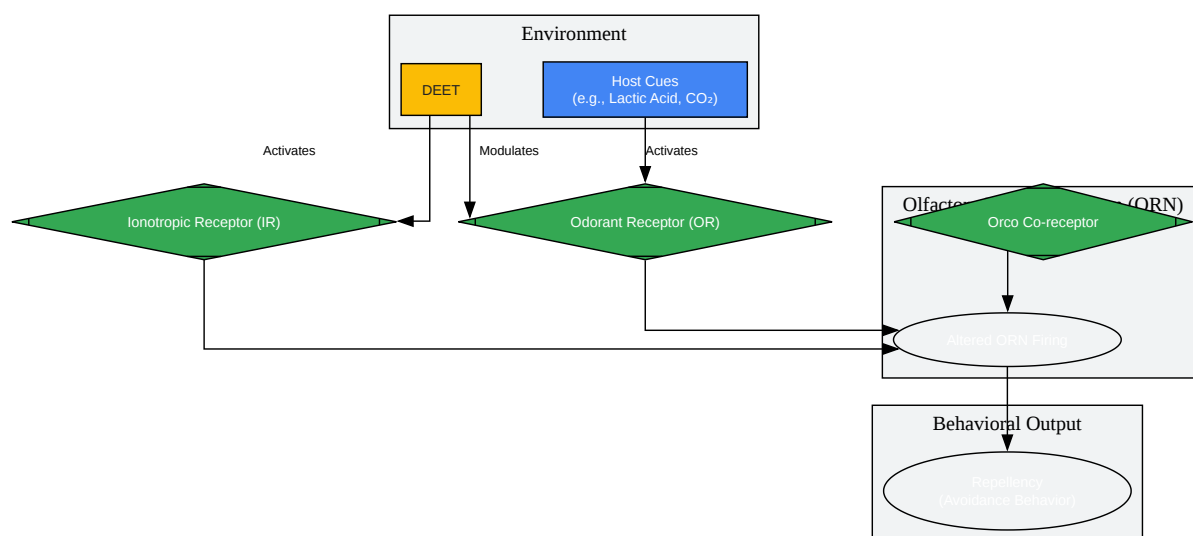 Environment
DEET
Host Cues
(e.g., Lactic Acid, CO₂)
Activates
Modulates
Activates
Ionotropic Receptor (IR)
Odorant Receptor (OR)
(ORN)
Orco Co-receptor
Altered ORN Firing
Behavioral Output
Repellency
(Avoidance Behavior)